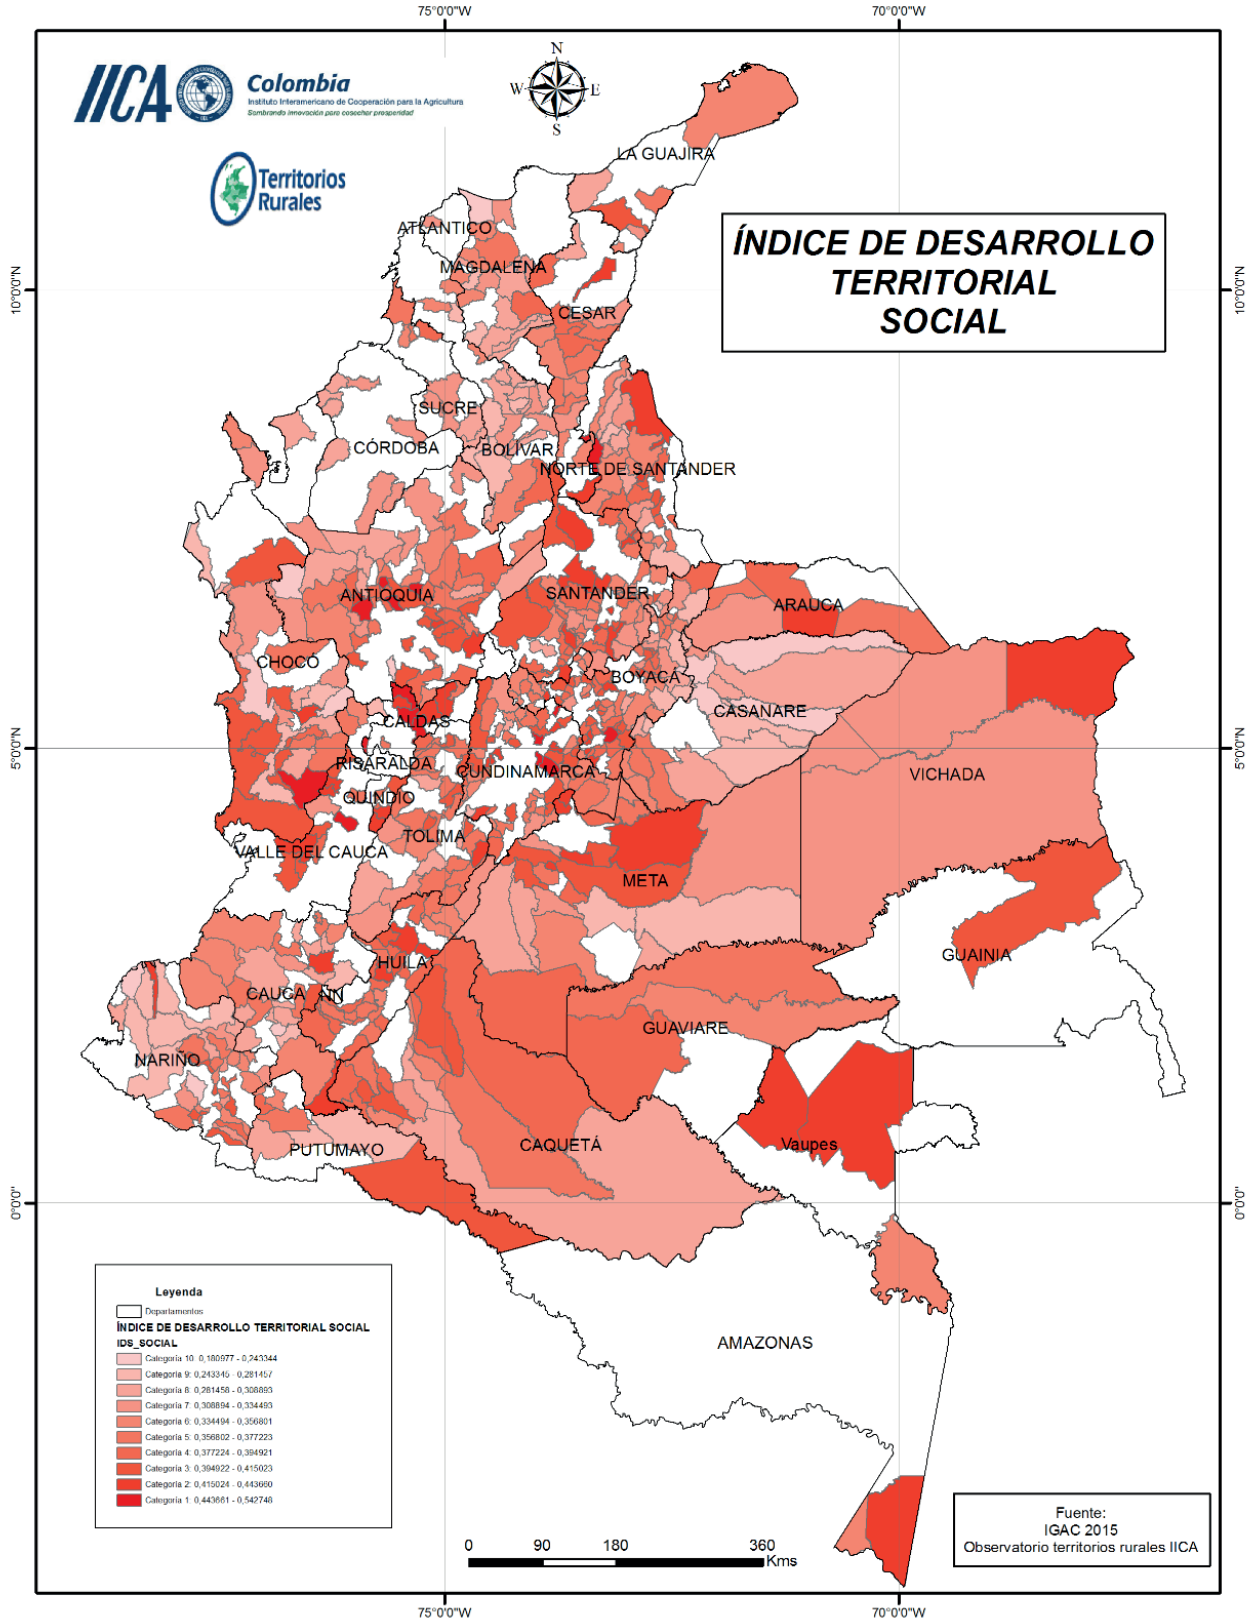 75°0'0"W
70°0'0"W
IICA
Colombia
Instituto Interamericano de Cooperación para la Agricultura
Sembrando innovación para cosechar prosperidad
Territorios
Rurales
N
W
E
S
ÍNDICE DE DESARROLLO
TERRITORIAL
SOCIAL
10°0'0"N
10°0'0"N
5°0'0"N
5°0'0"N
0°0'0"
0°0'0"
LA GUAJIRA
ATLANTICO
MAGDALENA
CESAR
SUCRE
CÓRDOBA
BOLÍVAR
NORTE DE SANTANDER
ANTIOQUIA
SANTANDER
ARAUCA
CHOCÓ
BOYACÁ
CASANARE
CALDAS
RISARALDA
CUNDINAMARCA
VICHADA
QUINDIO
TOLIMA
VALLE DEL CAUCA
META
HUILA
GUAINIA
CAUCA
NN
GUAVIARE
NARIÑO
PUTUMAYO
CAQUETÁ
Vaupes
AMAZONAS
Leyenda
Departamentos
ÍNDICE DE DESARROLLO TERRITORIAL SOCIAL
IDS_SOCIAL
Categoría 10: 0,180977 - 0,243344
Categoría 9: 0,243345 - 0,281457
Categoría 8: 0,281458 - 0,308893
Categoría 7: 0,308894 - 0,334493
Categoría 6: 0,334494 - 0,356801
Categoría 5: 0,356802 - 0,377223
Categoría 4: 0,377224 - 0,394921
Categoría 3: 0,394922 - 0,415023
Categoría 2: 0,415024 - 0,443660
Categoría 1: 0,443661 - 0,542748
0 90 180 360
Kms
Fuente:
IGAC 2015
Observatorio territorios rurales IICA
75°0'0"W
70°0'0"W